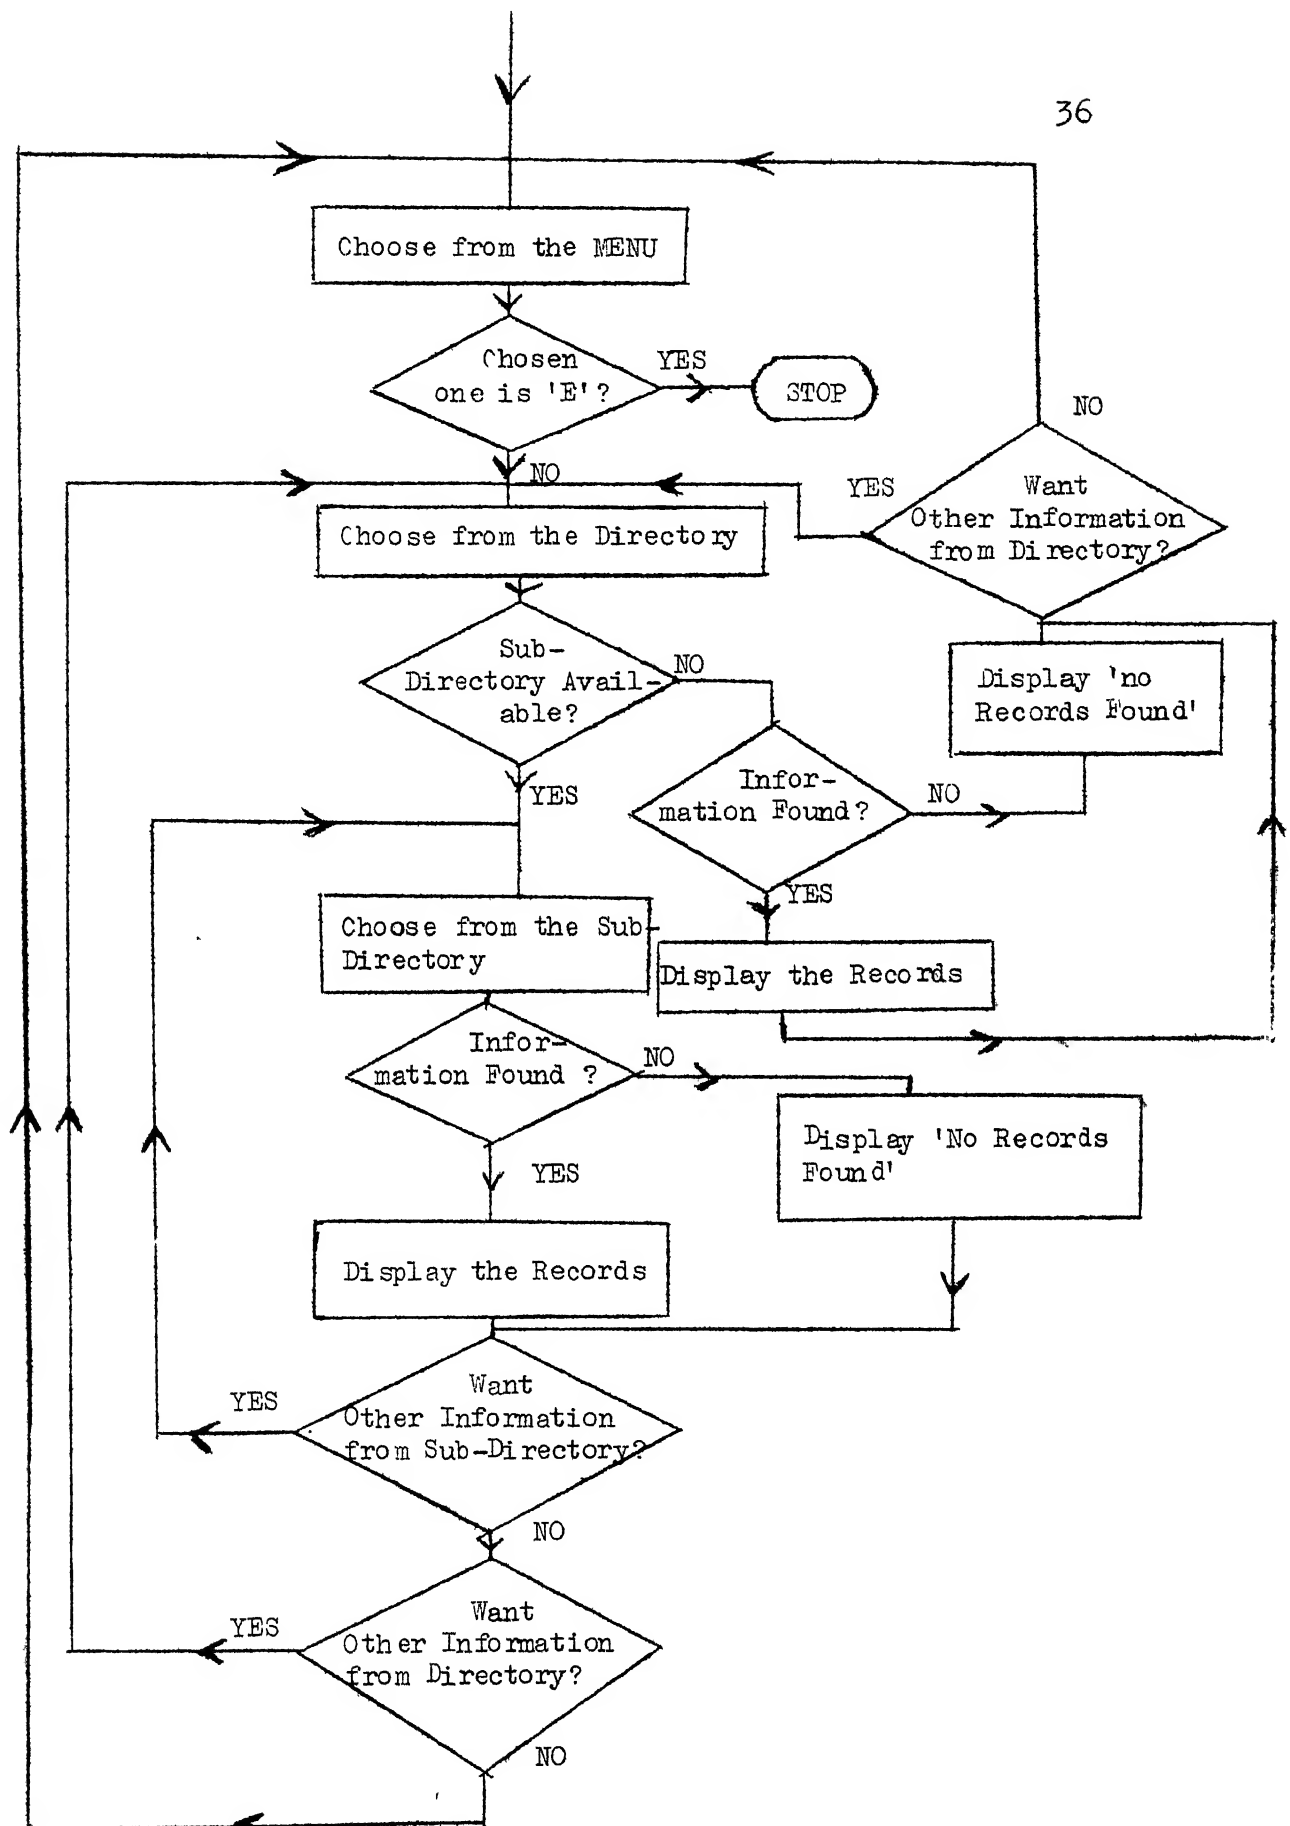 36
Choose from the MENU
Chosen
one is 'E'?
YES
STOP
NO
NO
YES
Want
Other Information
from Directory?
Choose from the Directory
Sub-
Directory Avail-
able?
NO
Display 'no
Records Found'
YES
Infor-
mation Found?
NO
YES
Choose from the Sub-
Directory
Display the Records
Infor-
mation Found ?
NO
Display 'No Records
Found'
YES
Display the Records
YES
Want
Other Information
from Sub-Directory?
NO
YES
Want
Other Information
from Directory?
NO